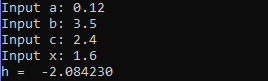 Input a: 0.12
Input b: 3.5
Input c: 2.4
Input x: 1.6
h =  -2.084230